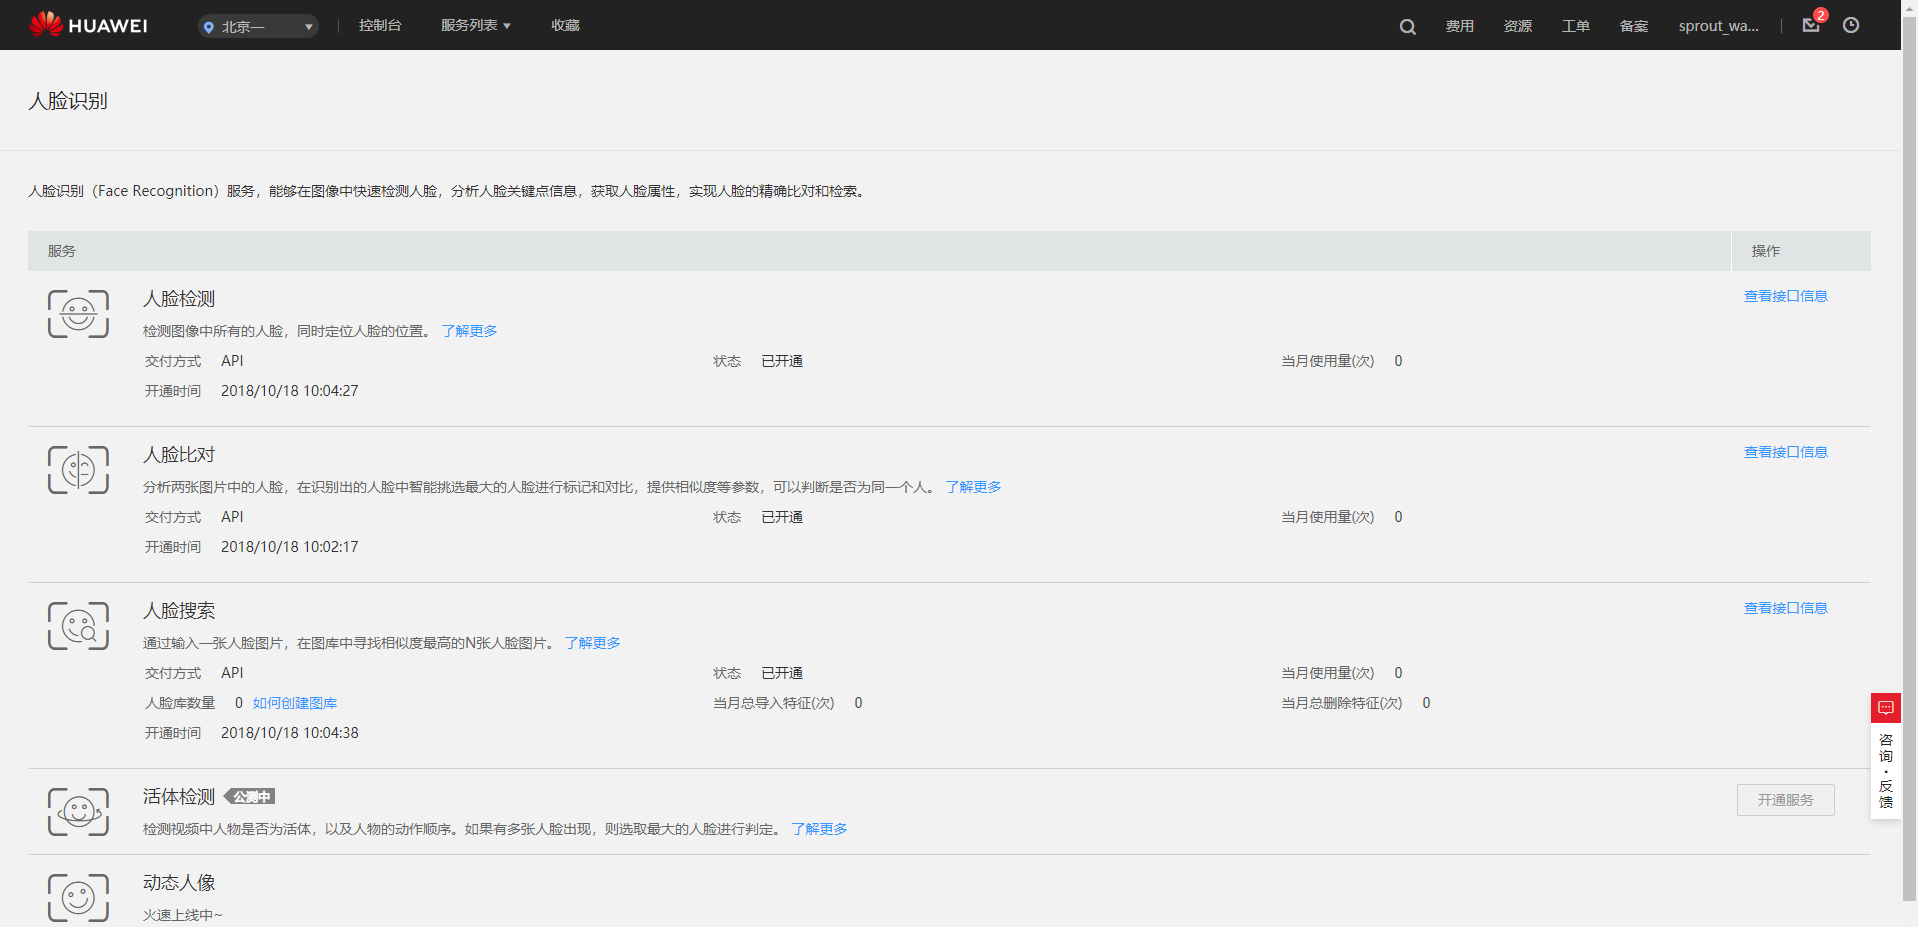 HUAWEI 北京一 控制台 服务列表 收藏 费用 资源 工单 备案 sprout_wa... 2
人脸识别
人脸识别（Face Recognition）服务，能够在图像中快速检测人脸，分析人脸关键点信息，获取人脸属性，实现人脸的精确比对和检索。
服务 操作
人脸检测 查看接口信息
检测图像中所有的人脸，同时定位人脸的位置。 了解更多
交付方式 API 状态 已开通 当月使用量(次) 0
开通时间 2018/10/18 10:04:27
人脸比对 查看接口信息
分析两张图片中的人脸，在识别出的人脸中智能挑选最大的人脸进行标记和对比，提供相似度等参数，可以判断是否为同一个人。 了解更多
交付方式 API 状态 已开通 当月使用量(次) 0
开通时间 2018/10/18 10:02:17
人脸搜索 查看接口信息
通过输入一张人脸图片，在图库中寻找相似度最高的N张人脸图片。 了解更多
交付方式 API 状态 已开通 当月使用量(次) 0
人脸库数量 0 如何创建图库 当月总导入特征(次) 0 当月总删除特征(次) 0
开通时间 2018/10/18 10:04:38
咨询·反馈
活体检测 公测中 开通服务
检测视频中人物是否为活体，以及人物的动作顺序。如果有多张人脸出现，则选取最大的人脸进行判定。 了解更多
动态人像
火速上线中~